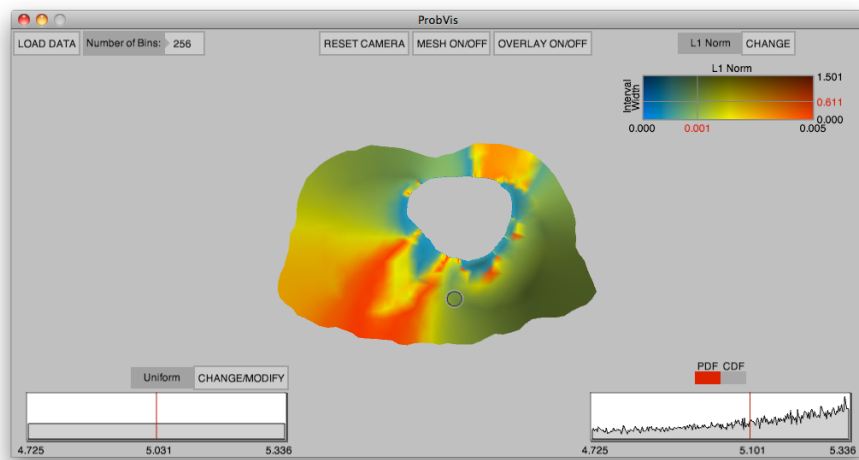 ProbVis
LOAD DATA Number of Bins: 256 RESET CAMERA MESH ON/OFF OVERLAY ON/OFF L1 Norm CHANGE
L1 Norm
Interval
Width
1.501
0.611
0.000
0.000 0.001 0.005
Uniform CHANGE/MODIFY
PDF CDF
4.725 5.031 5.336
4.725 5.101 5.336